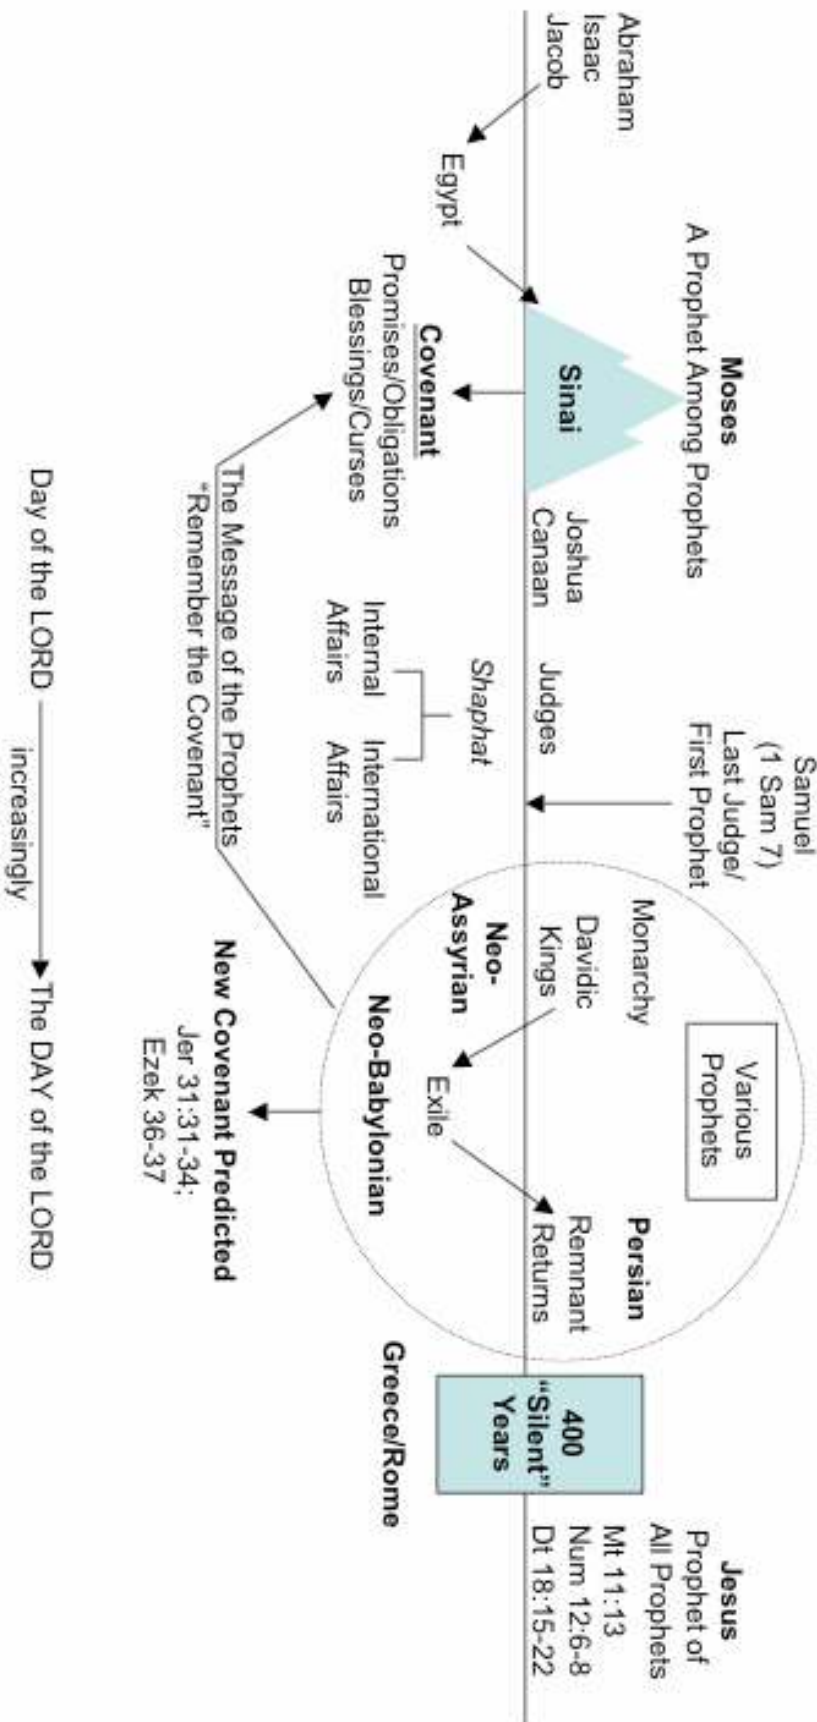 Abraham
Isaac
Jacob
Egypt
Moses
A Prophet Among Prophets
Sinai
Covenant
Promises/Obligations
Blessings/Curses
Joshua
Canaan
Judges
Shaphat
Internal
Affairs
International
Affairs
Samuel
(1 Sam 7)
Last Judge/
First Prophet
The Message of the Prophets
"Remember the Covenant"
Various
Prophets
Monarchy
Davidic
Kings
Neo-
Assyrian
Exile
Neo-Babylonian
Persian
Remnant
Returns
New Covenant Predicted
Jer 31:31-34;
Ezek 36-37
400
"Silent"
Years
Greece/Rome
Jesus
Prophet of
All Prophets
Mt 11:13
Num 12:6-8
Dt 18:15-22
Day of the LORD
increasingly
The DAY of the LORD